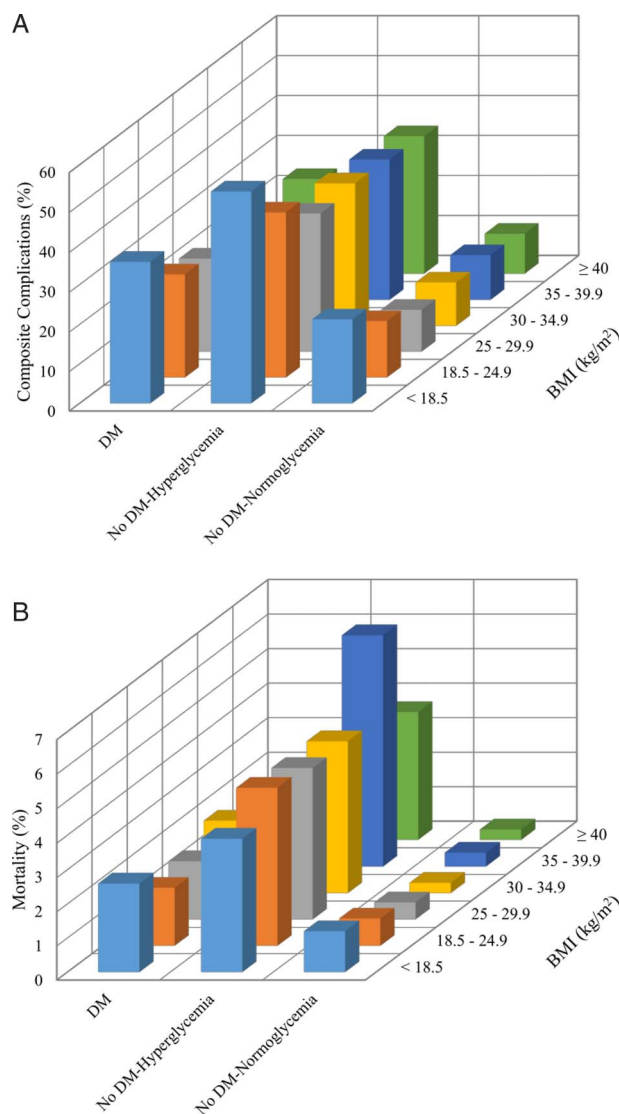 A
Composite Complications (%)
60
50
40
30
20
10
0
DM
No DM-Hyperglycemia
No DM-Normoglycemia
≥ 40
35 - 39.9
30 - 34.9
25 - 29.9
18.5 - 24.9
< 18.5
BMI (kg/m²)
B
Mortality (%)
7
6
5
4
3
2
1
0
DM
No DM-Hyperglycemia
No DM-Normoglycemia
≥ 40
35 - 39.9
30 - 34.9
25 - 29.9
18.5 - 24.9
< 18.5
BMI (kg/m²)